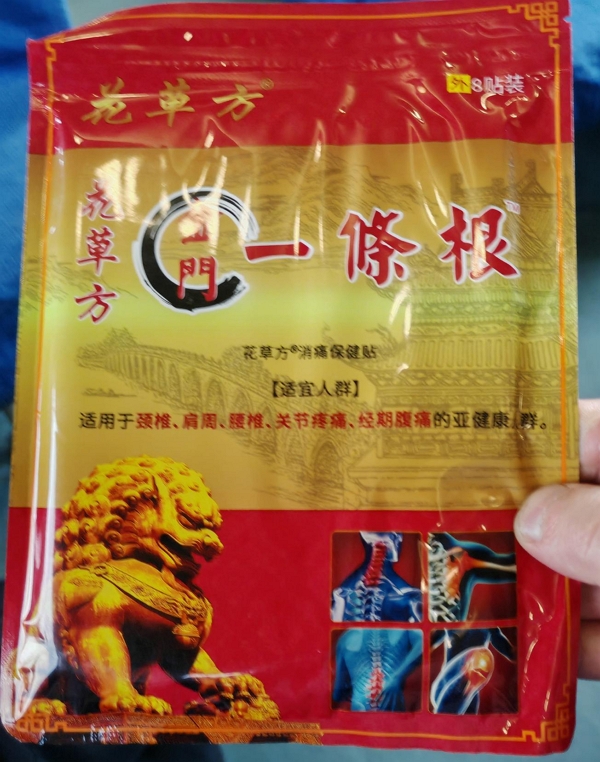 花草方®
外8贴装
花草方
金門一條根™
花草方®消痛保健贴
【适宜人群】
适用于颈椎、肩周、腰椎、关节疼痛、经期腹痛的亚健康人群。